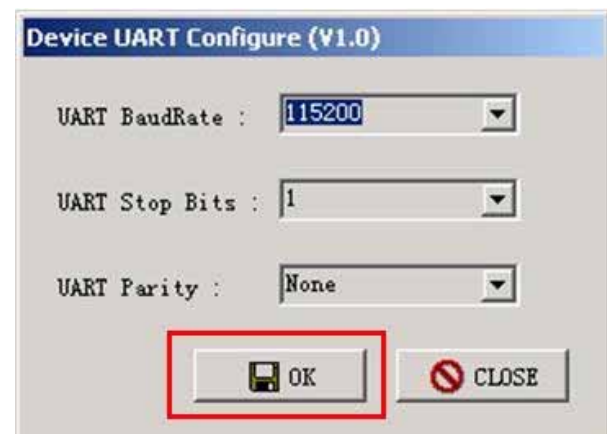 Device UART Configure (V1.0)
UART BaudRate : 115200
UART Stop Bits : 1
UART Parity : None
OK CLOSE